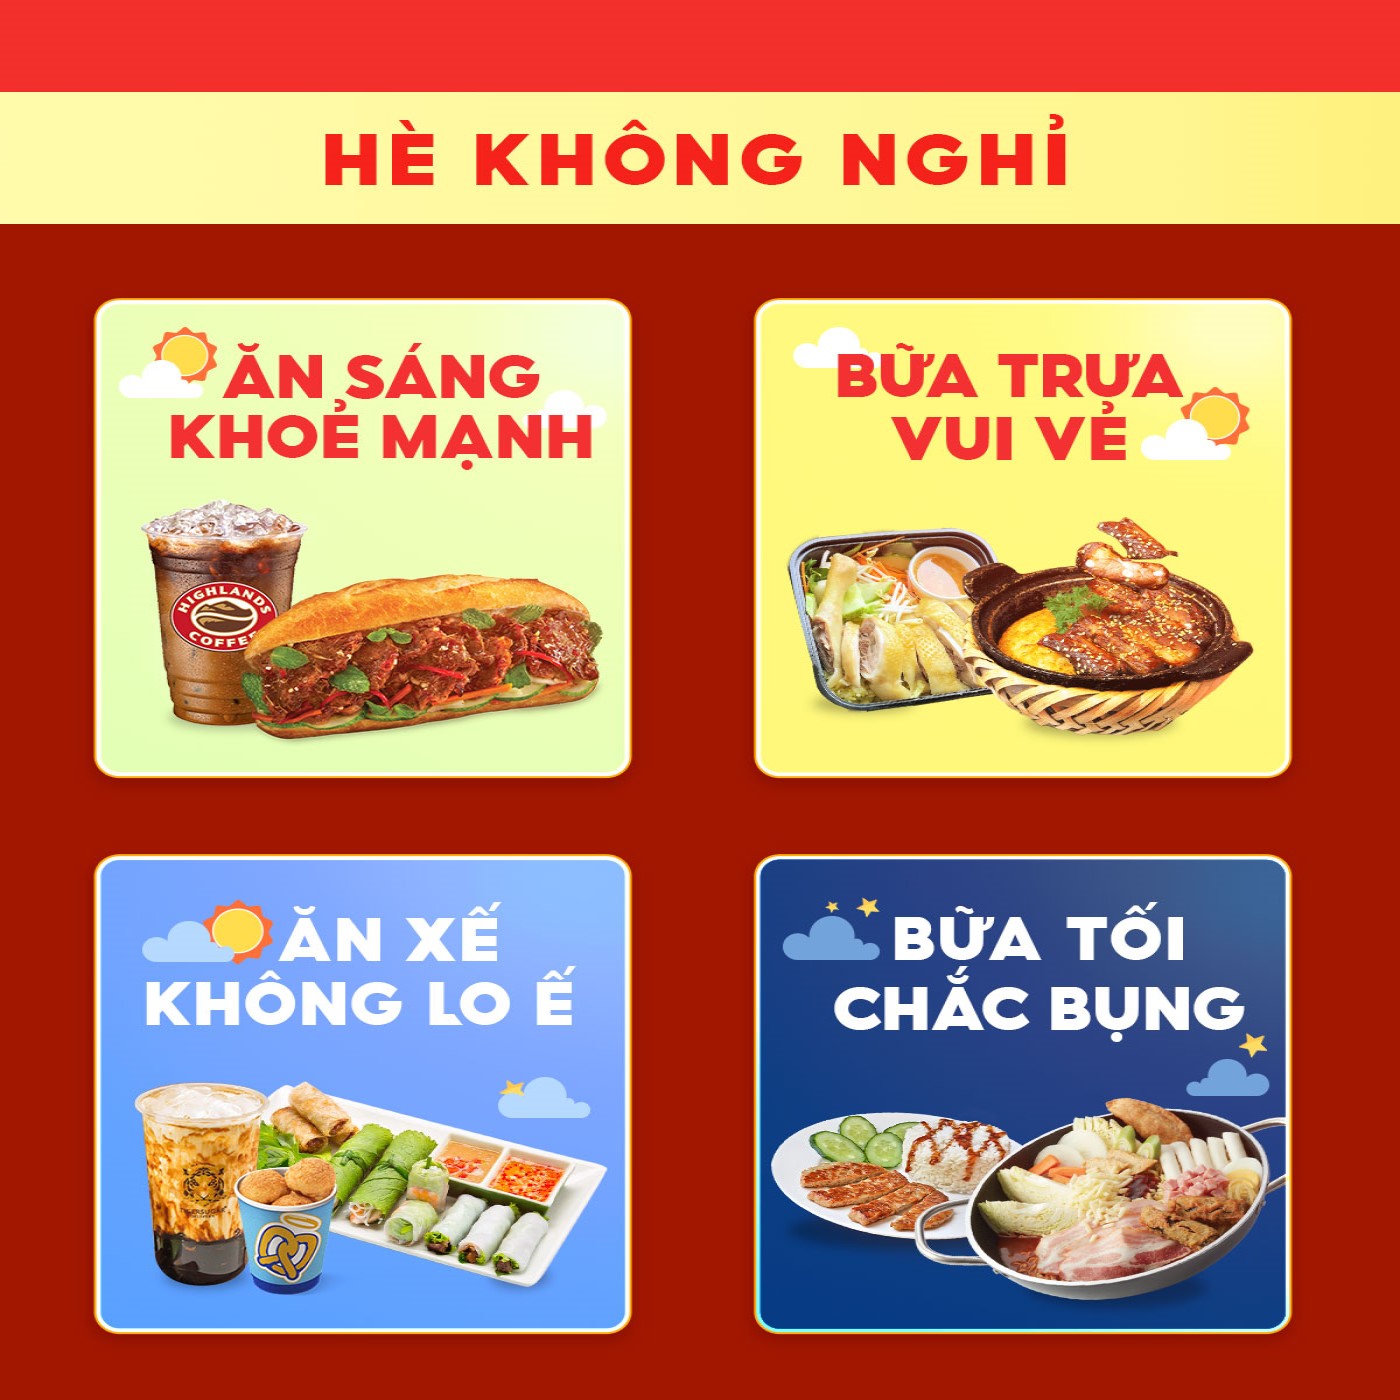 HÈ KHÔNG NGHỈ
ĂN SÁNG
KHOẺ MẠNH
HIGHLANDS
COFFEE
BỮA TRƯA
VUI VẺ
ĂN XẾ
KHÔNG LO Ế
TIGERSUGAR
BỮA TỐI
CHẮC BỤNG